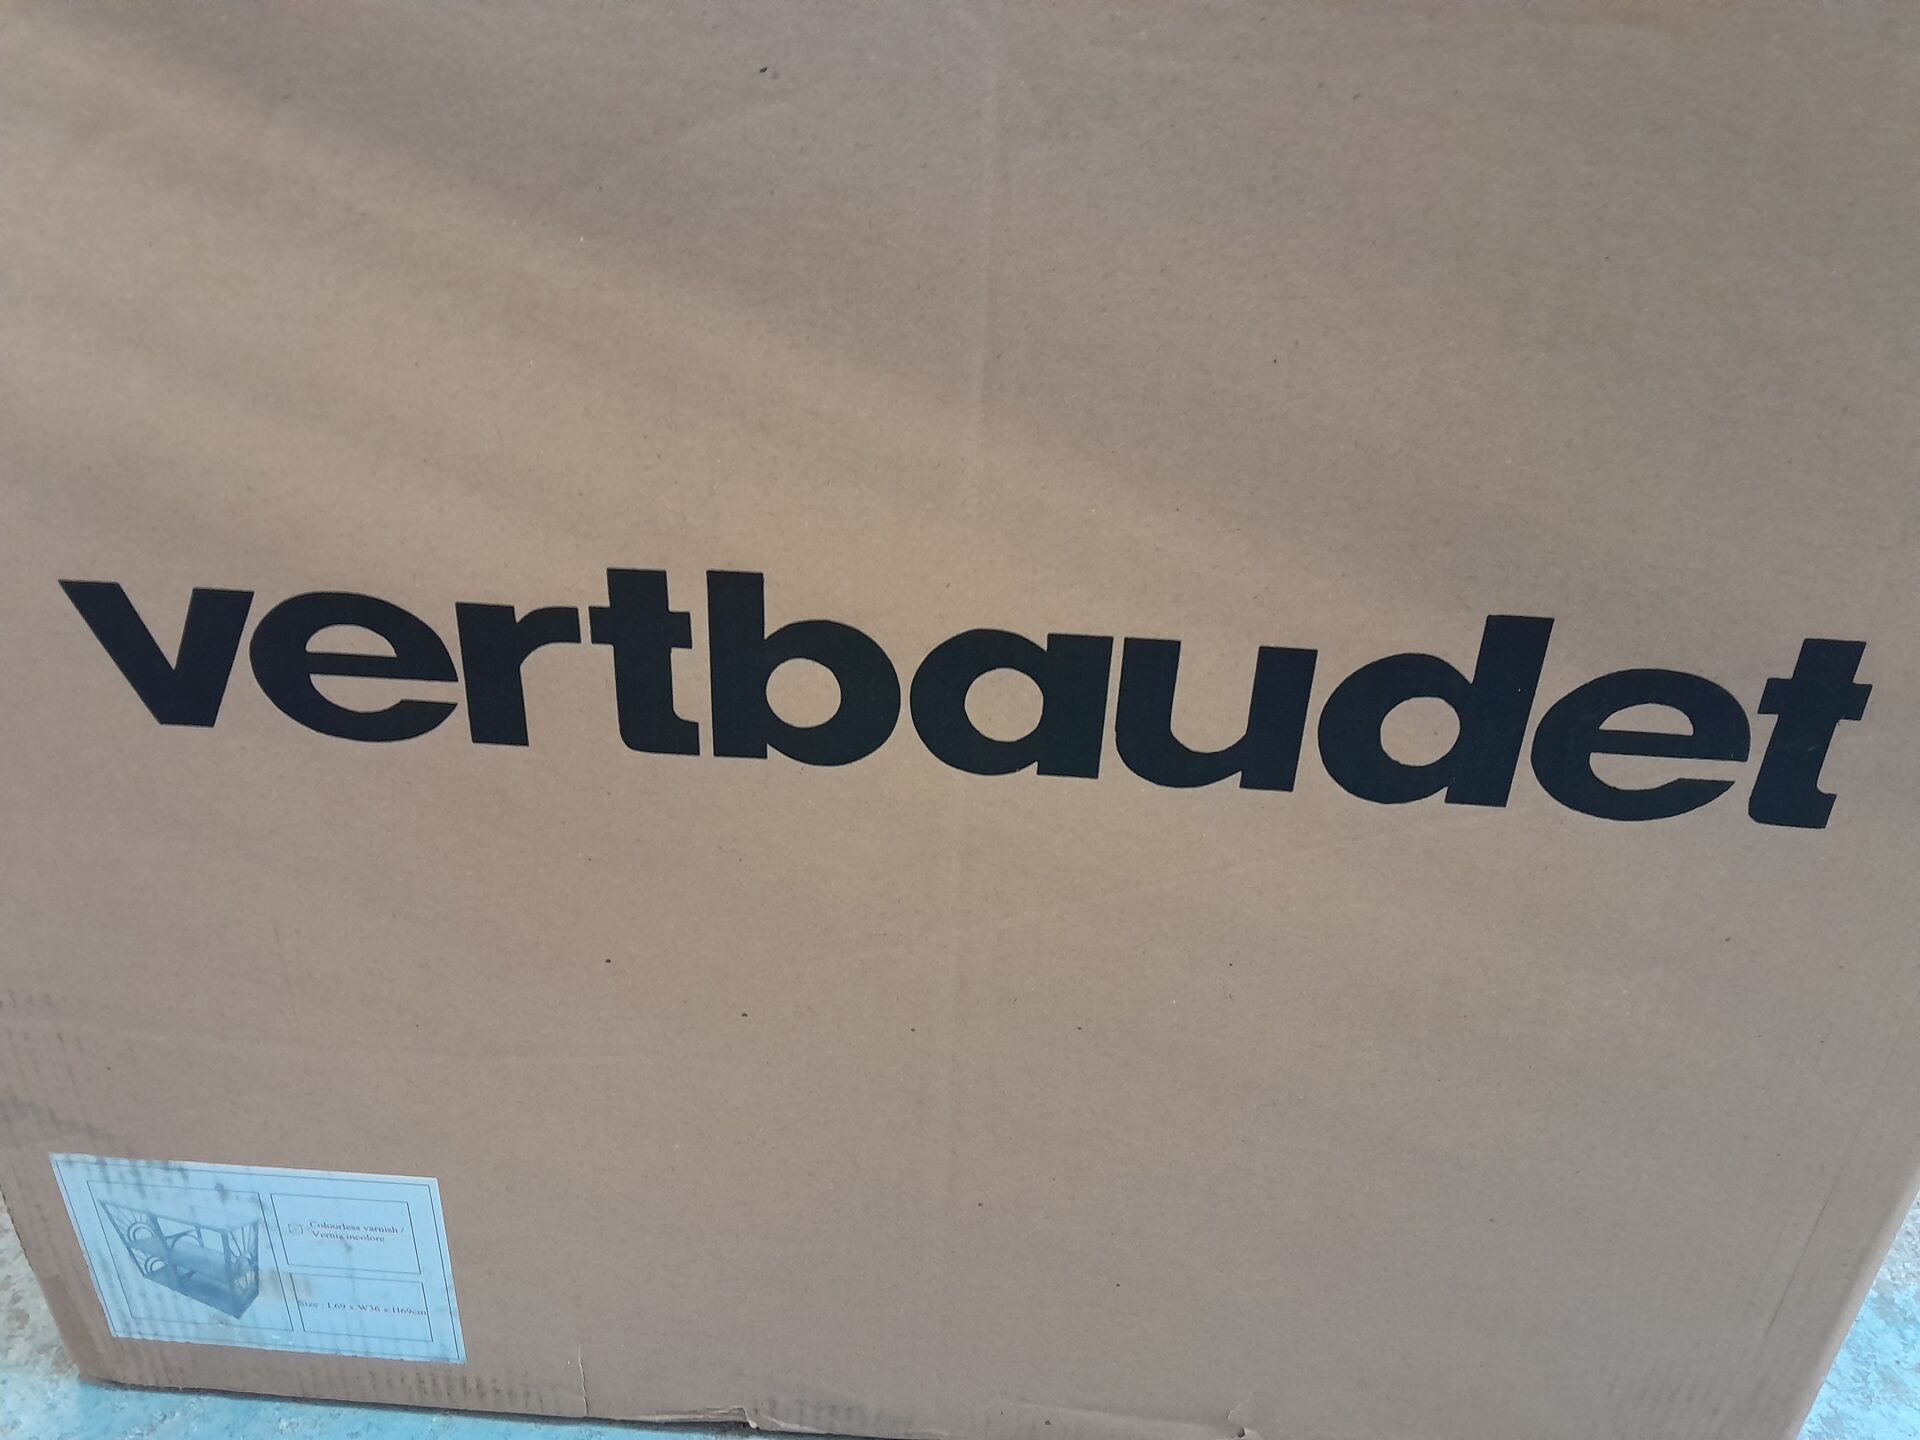 vertbaudet
Colourless varnish /
Vernis incolore
Size : L69 x W36 x H69cm